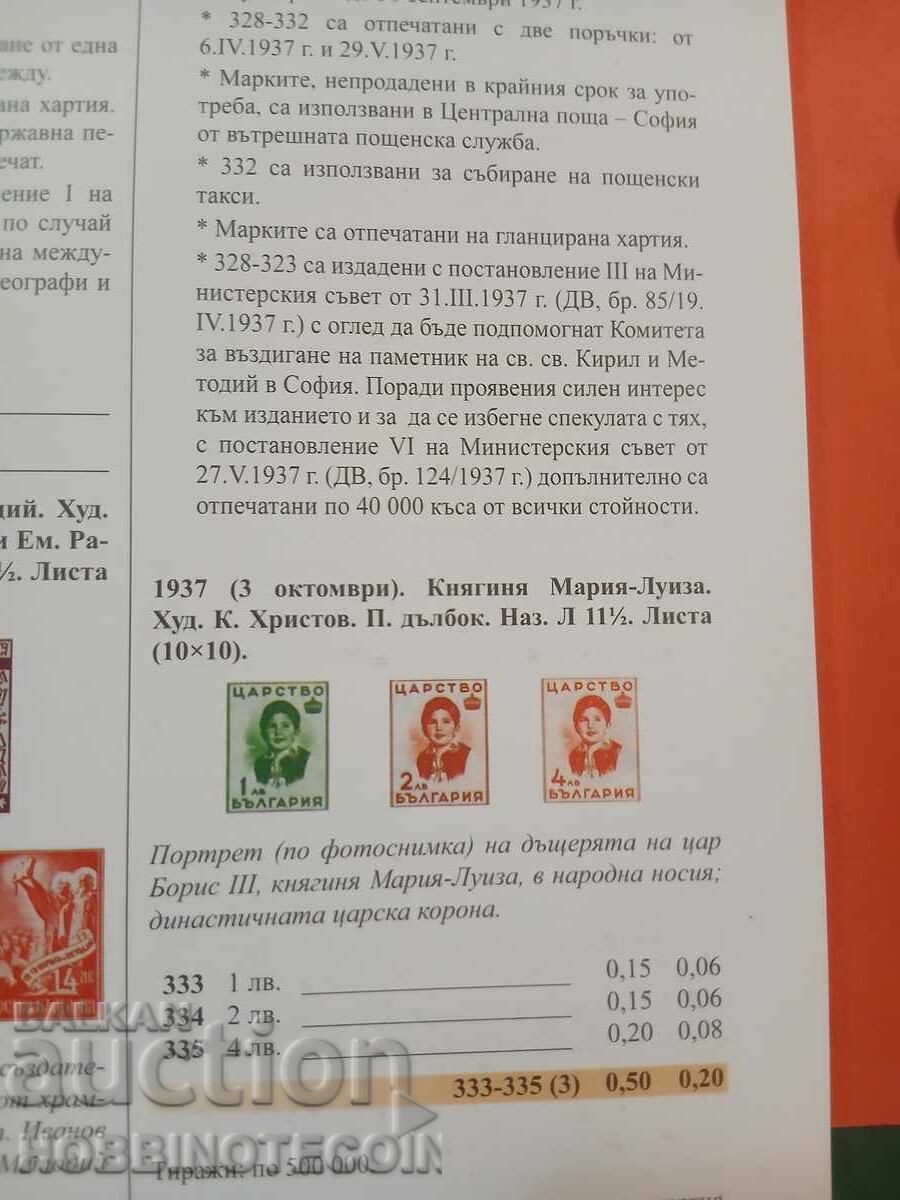 ане от една
ежду.
ана хартия.
ържавна пе-
ечат.
ение I на
по случай
на между-
еографи и
ций. Худ.
и Ем. Ра-
½. Листа
14 лв
създате-
от храм-
Иванов
септември 1937 г.
* 328-332 са отпечатани с две поръчки: от
6.IV.1937 г. и 29.V.1937 г.
* Марките, непродадени в крайния срок за упо-
треба, са използвани в Централна поща – София
от вътрешната пощенска служба.
* 332 са използвани за събиране на пощенски
такси.
* Марките са отпечатани на гланцирана хартия.
* 328-323 са издадени с постановление III на Ми-
нистерския съвет от 31.III.1937 г. (ДВ, бр. 85/19.
IV.1937 г.) с оглед да бъде подпомогнат Комитета
за въздигане на паметник на св. св. Кирил и Ме-
тодий в София. Поради проявения силен интерес
към изданието и за да се избегне спекулата с тях,
с постановление VI на Министерския съвет от
27.V.1937 г. (ДВ, бр. 124/1937 г.) допълнително са
отпечатани по 40 000 къса от всички стойности.
1937 (3 октомври). Княгиня Мария-Луиза.
Худ. К. Христов. П. дълбок. Наз. Л 11½. Листа
(10×10).
ЦАРСТВО ЦАРСТВО ЦАРСТВО
1 ЛВ 2 ЛВ 4 ЛВ
БЪЛГАРИЯ БЪЛГАРИЯ БЪЛГАРИЯ
Портрет (по фотоснимка) на дъщерята на цар
Борис III, княгиня Мария-Луиза, в народна носия;
династичната царска корона.
333 1 лв. 0,15 0,06
334 2 лв. 0,15 0,06
335 4 лв. 0,20 0,08
333-335 (3) 0,50 0,20
Тиражи: по 500 000.
BALKAN
auction
HOBBINOTECOIN